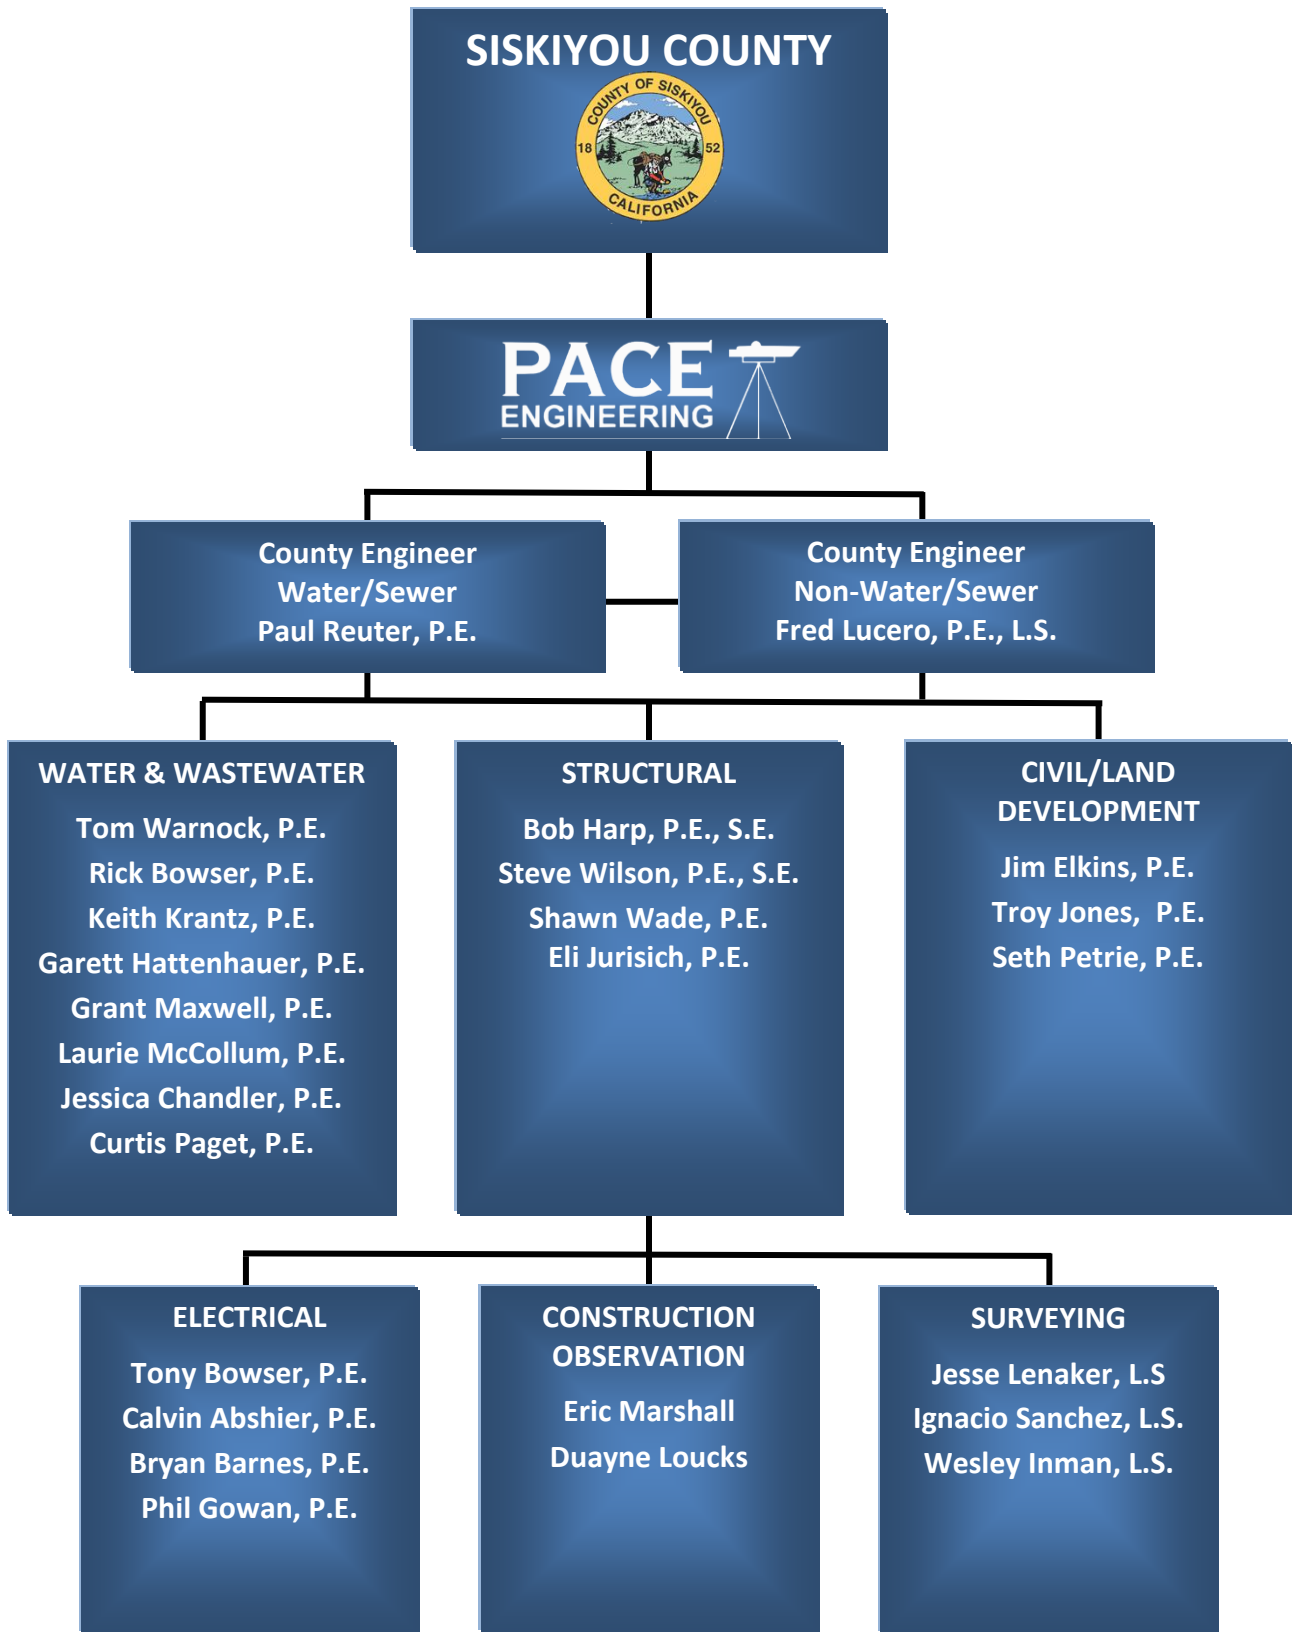 SISKIYOU COUNTY
COUNTY OF SISKIYOU
18 52
CALIFORNIA
PACE
ENGINEERING
County Engineer
Water/Sewer
Paul Reuter, P.E.
County Engineer
Non-Water/Sewer
Fred Lucero, P.E., L.S.
WATER & WASTEWATER
Tom Warnock, P.E.
Rick Bowser, P.E.
Keith Krantz, P.E.
Garett Hattenhauer, P.E.
Grant Maxwell, P.E.
Laurie McCollum, P.E.
Jessica Chandler, P.E.
Curtis Paget, P.E.
STRUCTURAL
Bob Harp, P.E., S.E.
Steve Wilson, P.E., S.E.
Shawn Wade, P.E.
Eli Jurisich, P.E.
CIVIL/LAND
DEVELOPMENT
Jim Elkins, P.E.
Troy Jones, P.E.
Seth Petrie, P.E.
ELECTRICAL
Tony Bowser, P.E.
Calvin Abshier, P.E.
Bryan Barnes, P.E.
Phil Gowan, P.E.
CONSTRUCTION
OBSERVATION
Eric Marshall
Duayne Loucks
SURVEYING
Jesse Lenaker, L.S
Ignacio Sanchez, L.S.
Wesley Inman, L.S.